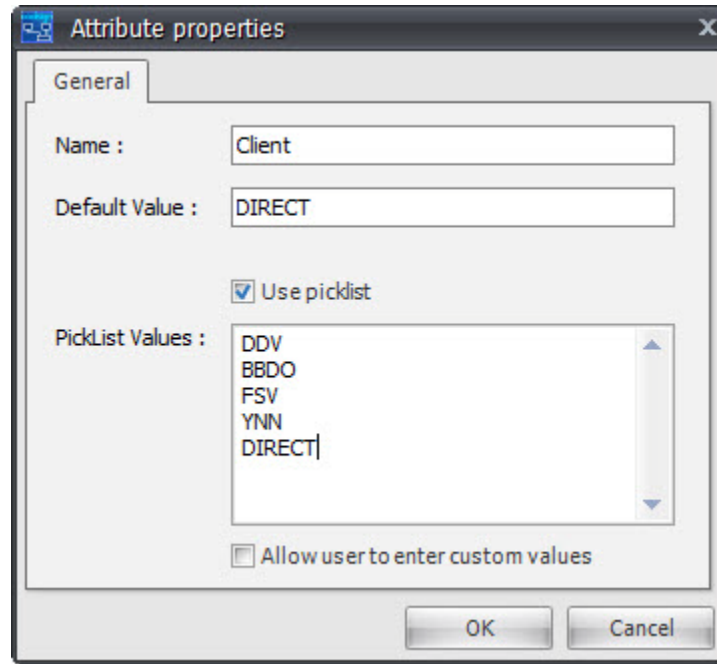 Attribute properties
General
Name :
Client
Default Value :
DIRECT
Use picklist
PickList Values :
DDV
BBDO
FSV
YNN
DIRECT
Allow user to enter custom values
OK
Cancel